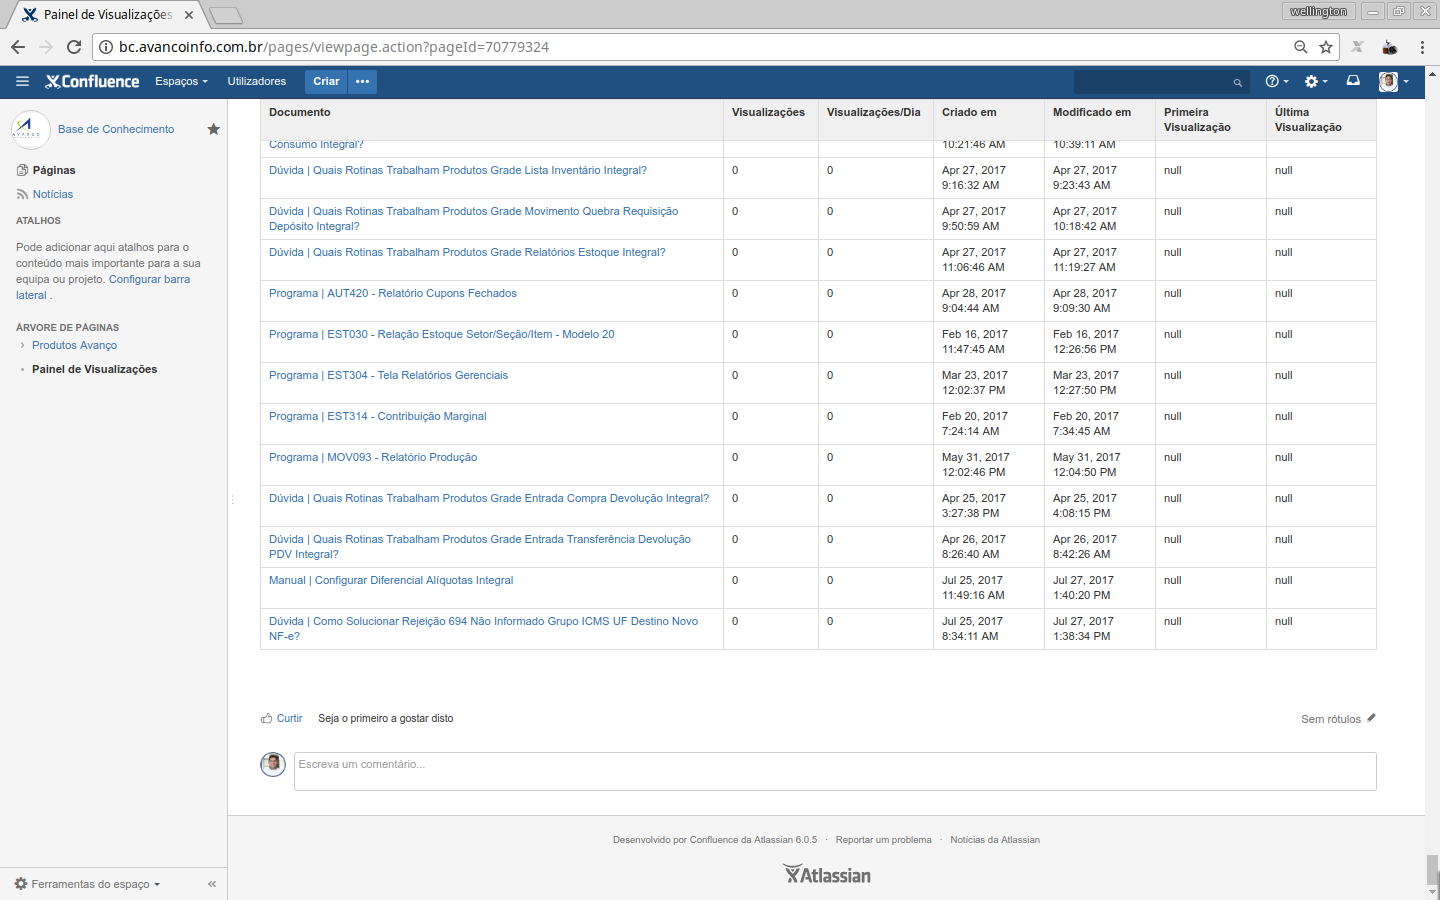 Painel de Visualizações
wellington
bc.avancoinfo.com.br/pages/viewpage.action?pageId=70779324
Confluence Espaços Utilizadores Criar •••
Base de Conhecimento
Páginas
Notícias
ATALHOS
Pode adicionar aqui atalhos para o
conteúdo mais importante para a sua
equipa ou projeto. Configurar barra
lateral .
ÁRVORE DE PÁGINAS
Produtos Avanço
Painel de Visualizações
Ferramentas do espaço
Documento Visualizações Visualizações/Dia Criado em Modificado em Primeira Visualização Última Visualização
Consumo Integral? 10:21:46 AM 10:39:11 AM
Dúvida | Quais Rotinas Trabalham Produtos Grade Lista Inventário Integral? 0 0 Apr 27, 2017 9:16:32 AM Apr 27, 2017 9:23:43 AM null null
Dúvida | Quais Rotinas Trabalham Produtos Grade Movimento Quebra Requisição Depósito Integral? 0 0 Apr 27, 2017 9:50:59 AM Apr 27, 2017 10:18:42 AM null null
Dúvida | Quais Rotinas Trabalham Produtos Grade Relatórios Estoque Integral? 0 0 Apr 27, 2017 11:06:46 AM Apr 27, 2017 11:19:27 AM null null
Programa | AUT420 - Relatório Cupons Fechados 0 0 Apr 28, 2017 9:04:44 AM Apr 28, 2017 9:09:30 AM null null
Programa | EST030 - Relação Estoque Setor/Seção/Item - Modelo 20 0 0 Feb 16, 2017 11:47:45 AM Feb 16, 2017 12:26:56 PM null null
Programa | EST304 - Tela Relatórios Gerenciais 0 0 Mar 23, 2017 12:02:37 PM Mar 23, 2017 12:27:50 PM null null
Programa | EST314 - Contribuição Marginal 0 0 Feb 20, 2017 7:24:14 AM Feb 20, 2017 7:34:45 AM null null
Programa | MOV093 - Relatório Produção 0 0 May 31, 2017 12:02:46 PM May 31, 2017 12:04:50 PM null null
Dúvida | Quais Rotinas Trabalham Produtos Grade Entrada Compra Devolução Integral? 0 0 Apr 25, 2017 3:27:38 PM Apr 25, 2017 4:08:15 PM null null
Dúvida | Quais Rotinas Trabalham Produtos Grade Entrada Transferência Devolução PDV Integral? 0 0 Apr 26, 2017 8:26:40 AM Apr 26, 2017 8:42:26 AM null null
Manual | Configurar Diferencial Alíquotas Integral 0 0 Jul 25, 2017 11:49:16 AM Jul 27, 2017 1:40:20 PM null null
Dúvida | Como Solucionar Rejeição 694 Não Informado Grupo ICMS UF Destino Novo NF-e? 0 0 Jul 25, 2017 8:34:11 AM Jul 27, 2017 1:38:34 PM null null
Curtir Seja o primeiro a gostar disto Sem rótulos
Escreva um comentário...
Desenvolvido por Confluence da Atlassian 6.0.5 · Reportar um problema · Notícias da Atlassian
Atlassian